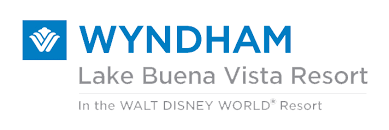 WYNDHAM
Lake Buena Vista Resort
In the WALT DISNEY WORLD® Resort